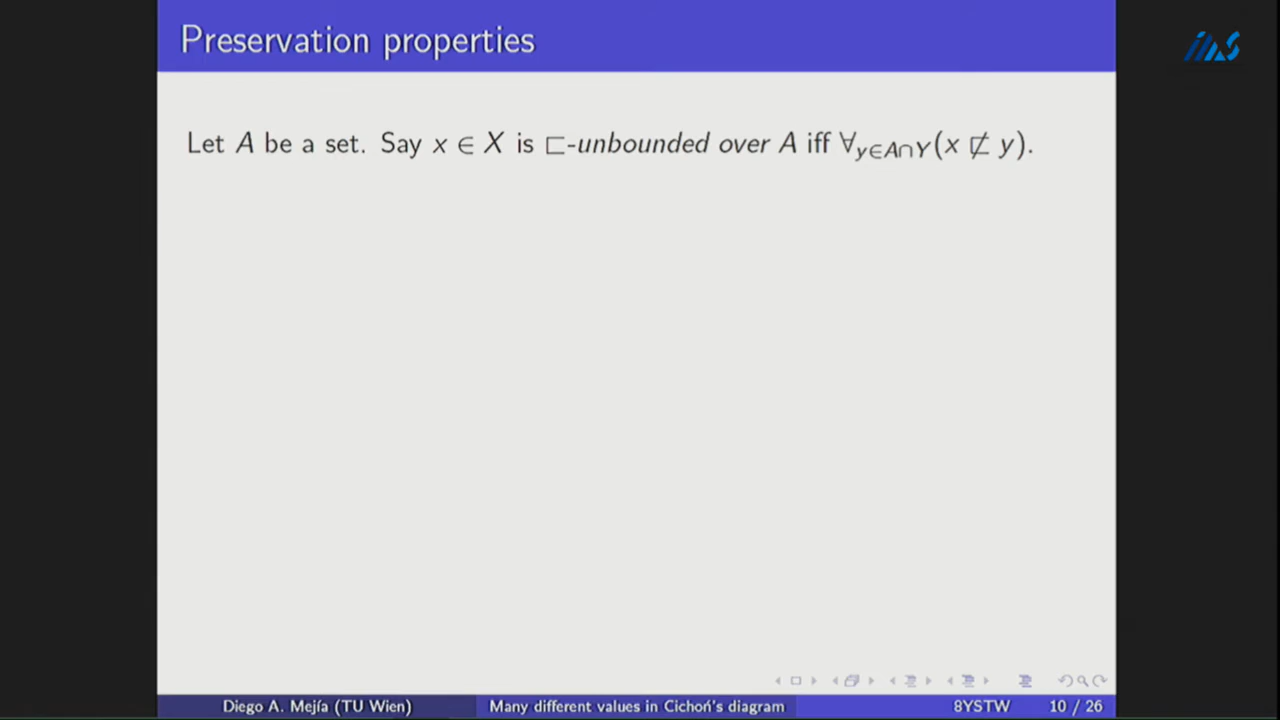 Preservation properties
ims
Let A be a set. Say x ∈ X is ⊏-unbounded over A iff ∀y∈A∩Y(x ⊏̸ y).
Diego A. Mejía (TU Wien) Many different values in Cichoń's diagram 8YSTW 10 / 26